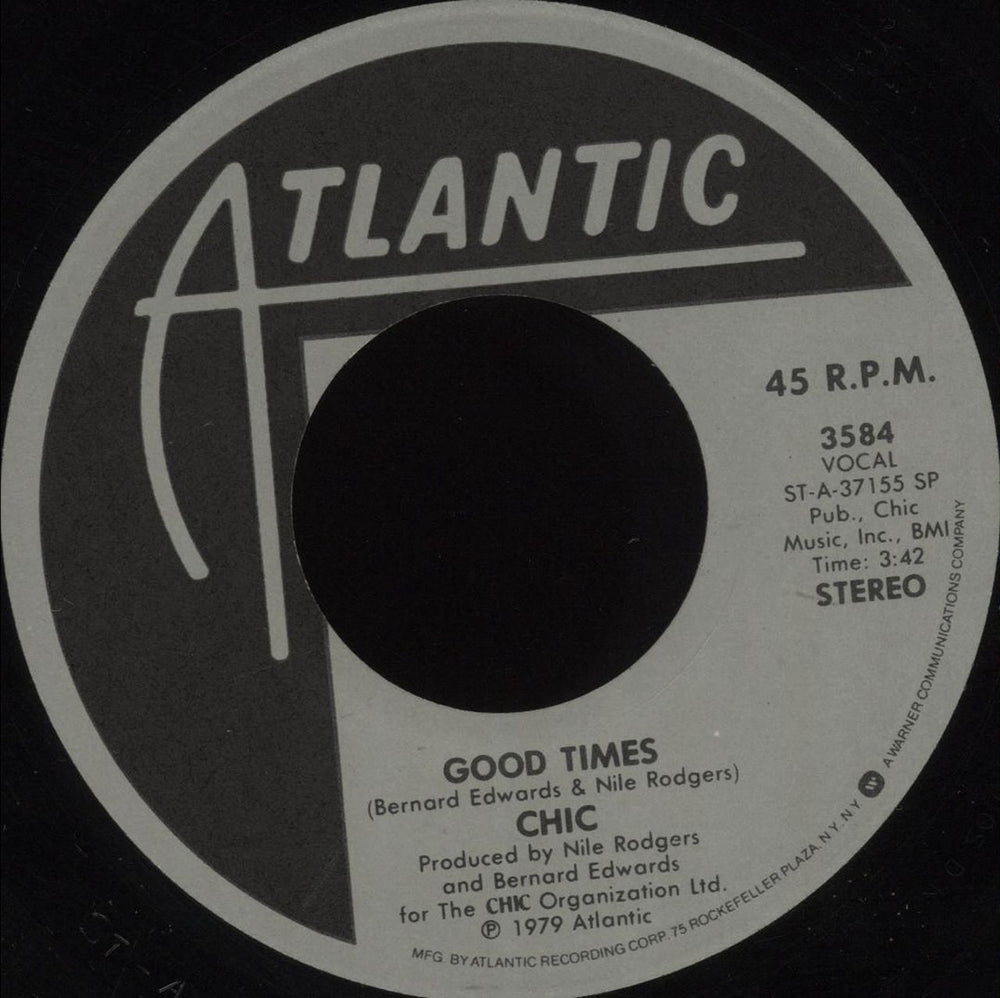 ATLANTIC
45 R.P.M.
3584
VOCAL
ST-A-37155 SP
Pub., Chic
Music, Inc., BMI
Time: 3:42
STEREO
GOOD TIMES
(Bernard Edwards & Nile Rodgers)
CHIC
Produced by Nile Rodgers
and Bernard Edwards
for The CHIC Organization Ltd.
Ⓟ 1979 Atlantic
MFG. BY ATLANTIC RECORDING CORP. 75 ROCKEFELLER PLAZA, N.Y. N.Y. A WARNER COMMUNICATIONS COMPANY